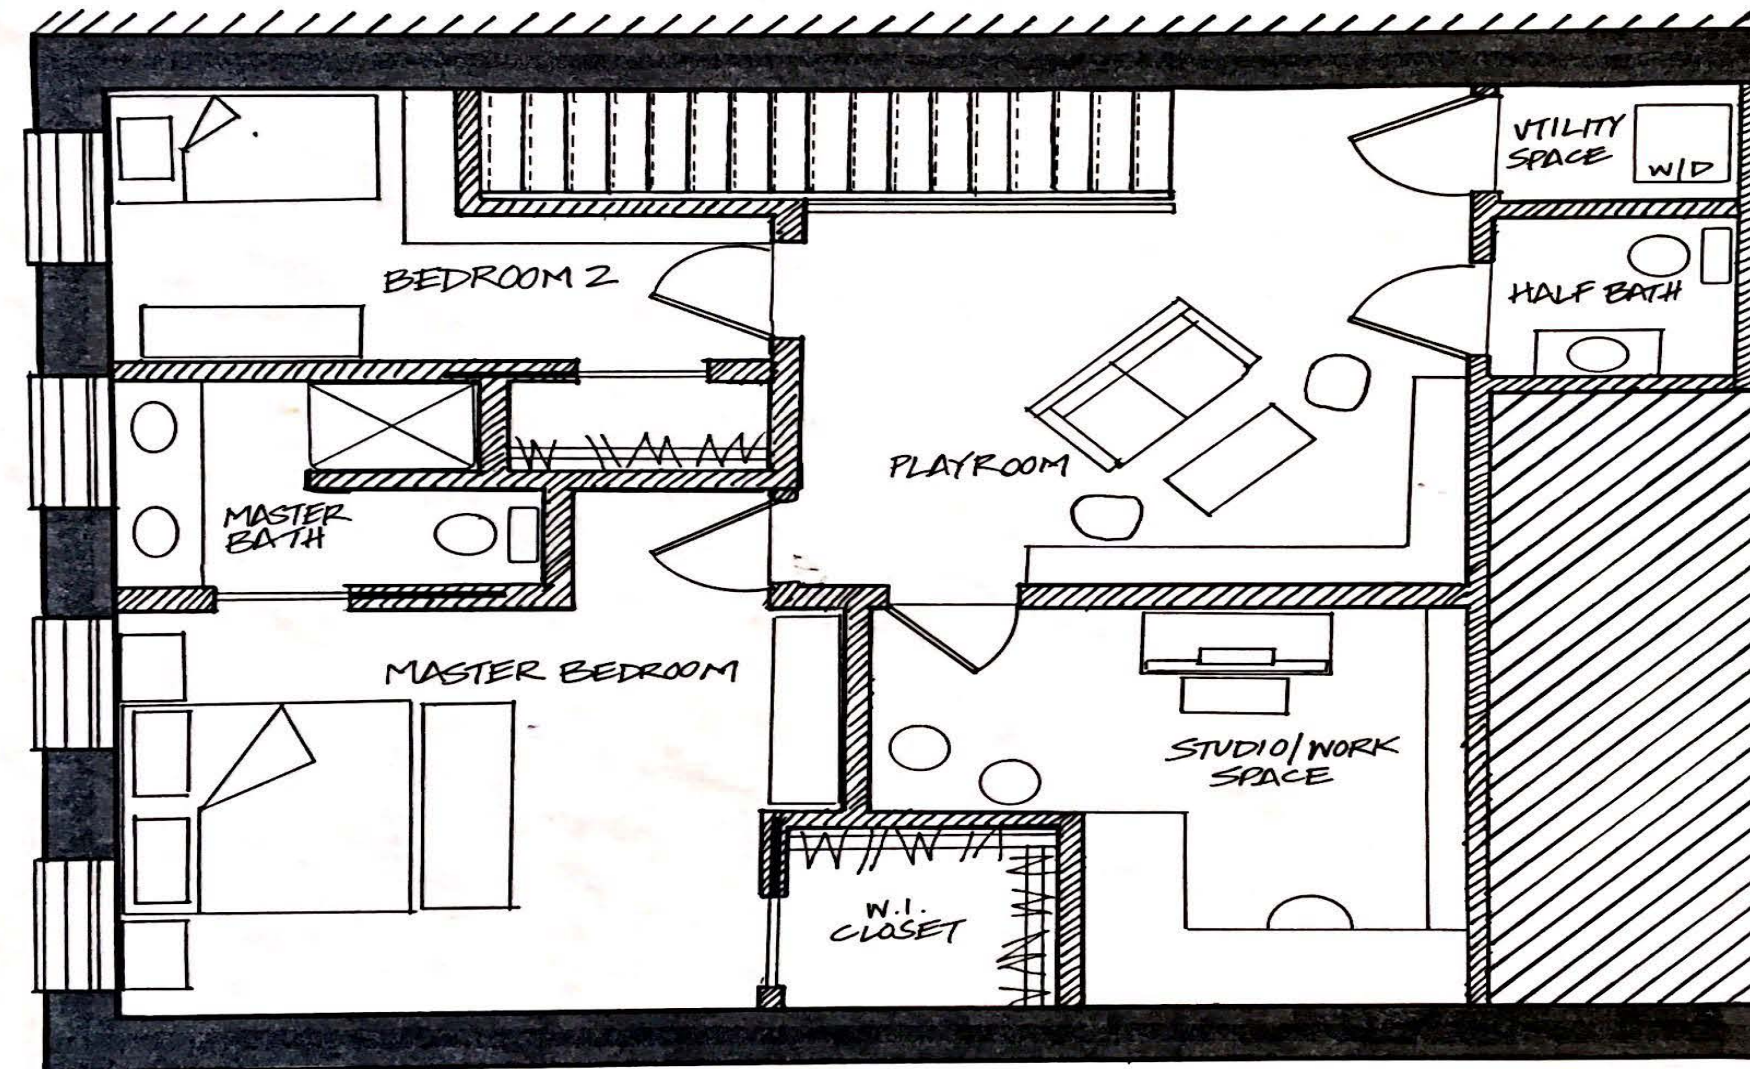 UTILITY
SPACE
W/D
BEDROOM 2
HALF BATH
PLAYROOM
MASTER
BATH
MASTER BEDROOM
STUDIO/WORK
SPACE
W.I.
CLOSET